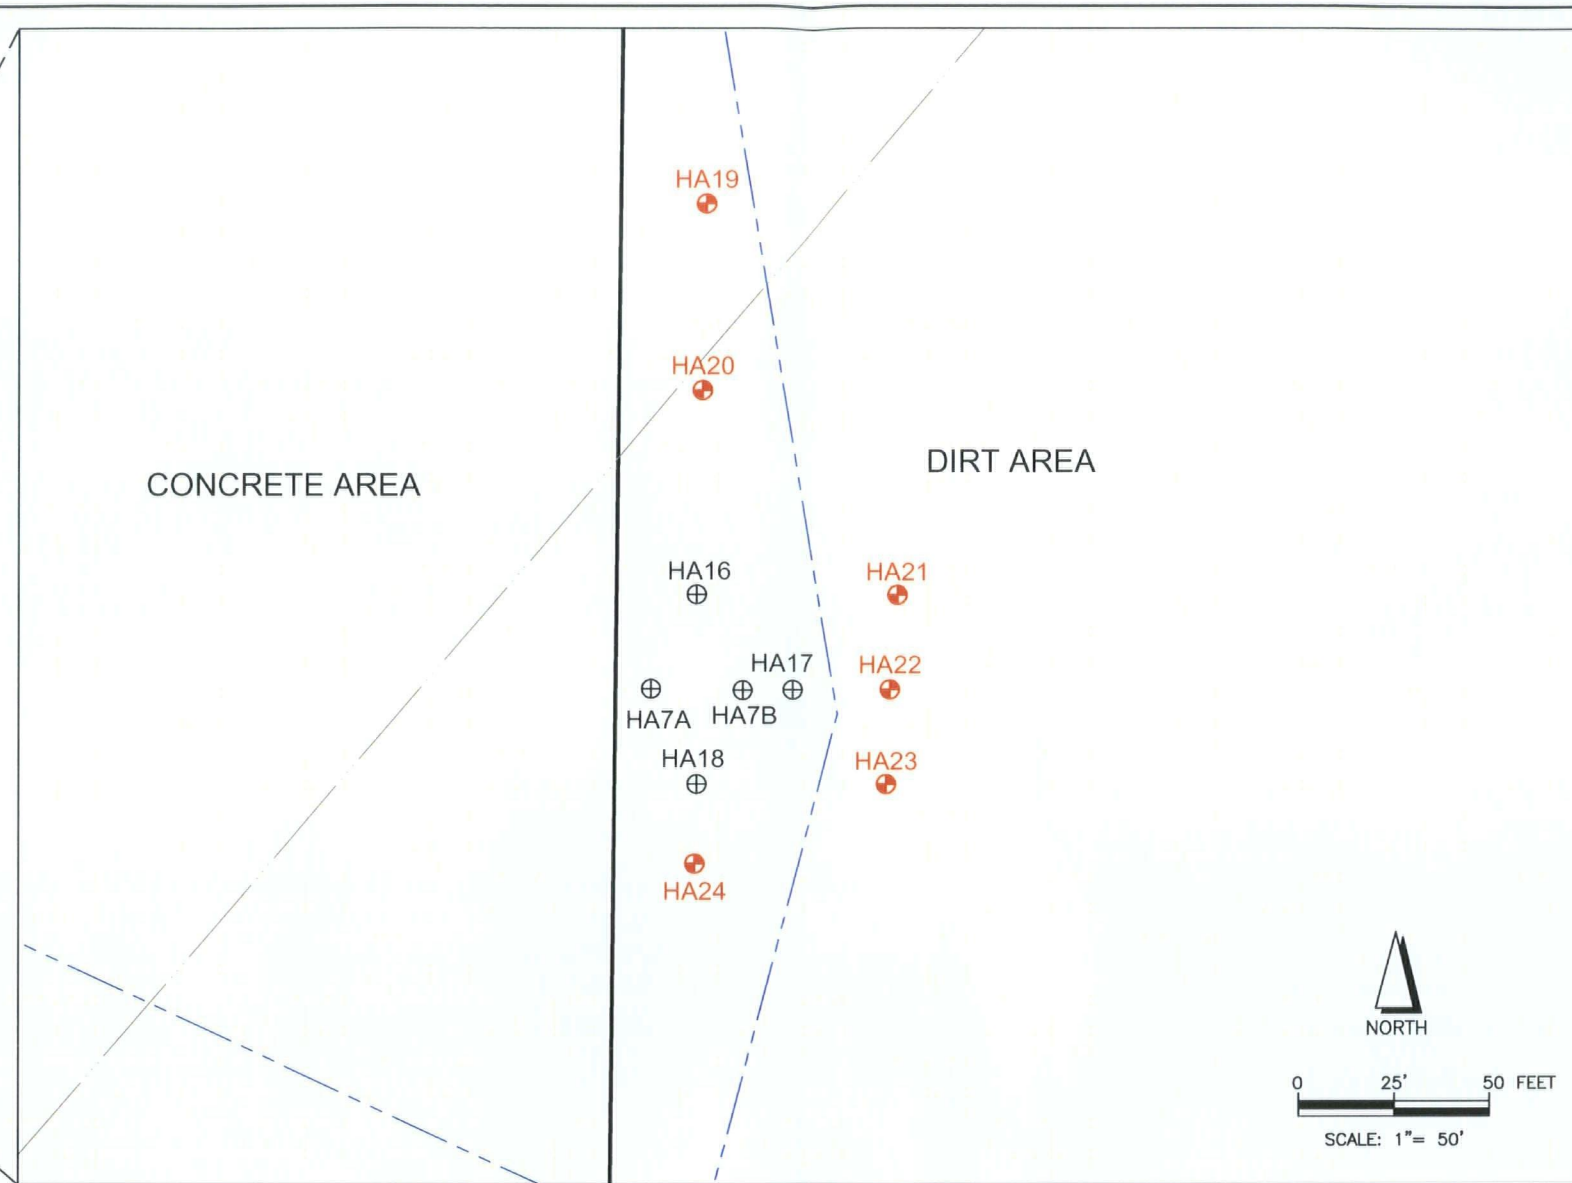 HA19
HA20
CONCRETE AREA
DIRT AREA
HA16
HA21
HA17
HA22
HA7A
HA7B
HA18
HA23
HA24
NORTH
0 25' 50 FEET
SCALE: 1"= 50'